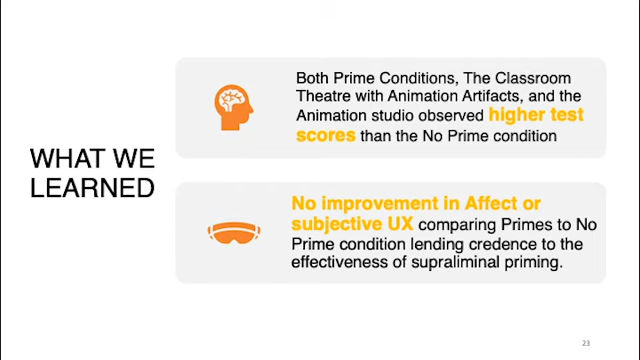 WHAT WE
LEARNED
Both Prime Conditions, The Classroom
Theatre with Animation Artifacts, and the
Animation studio observed higher test
scores than the No Prime condition
No improvement in Affect or
subjective UX comparing Primes to No
Prime condition lending credence to the
effectiveness of supraliminal priming.
23